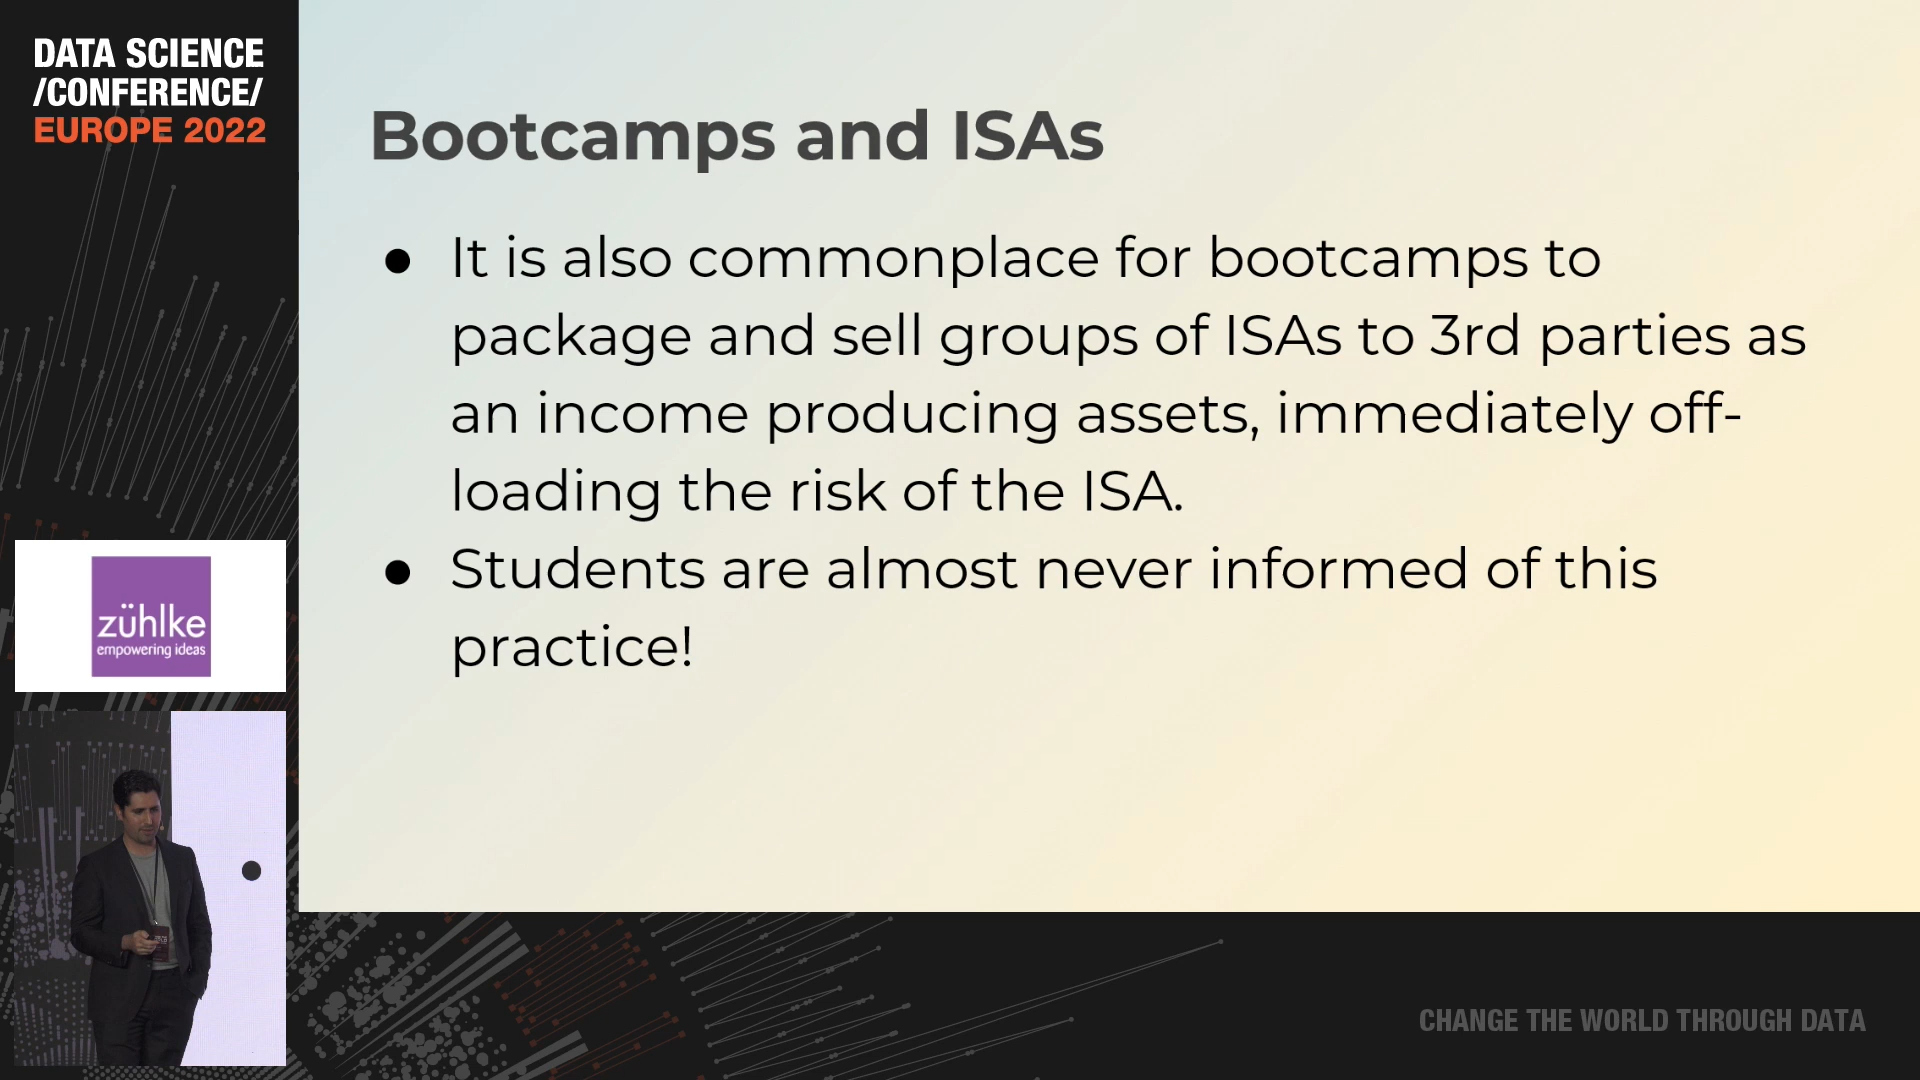 DATA SCIENCE
/CONFERENCE/
EUROPE 2022
Bootcamps and ISAs
● It is also commonplace for bootcamps to
package and sell groups of ISAs to 3rd parties as
an income producing assets, immediately off-
loading the risk of the ISA.
● Students are almost never informed of this
practice!
zühlke
empowering ideas
CHANGE THE WORLD THROUGH DATA